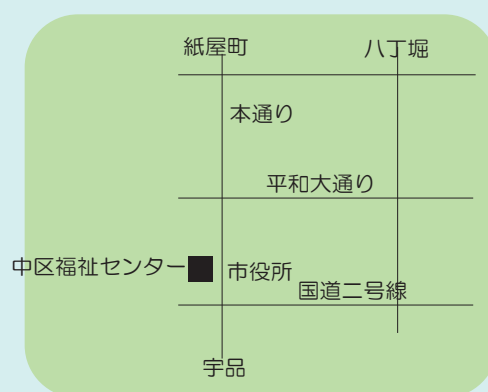 紙屋町
八丁堀
本通り
平和大通り
中区福祉センター
市役所
国道二号線
宇品